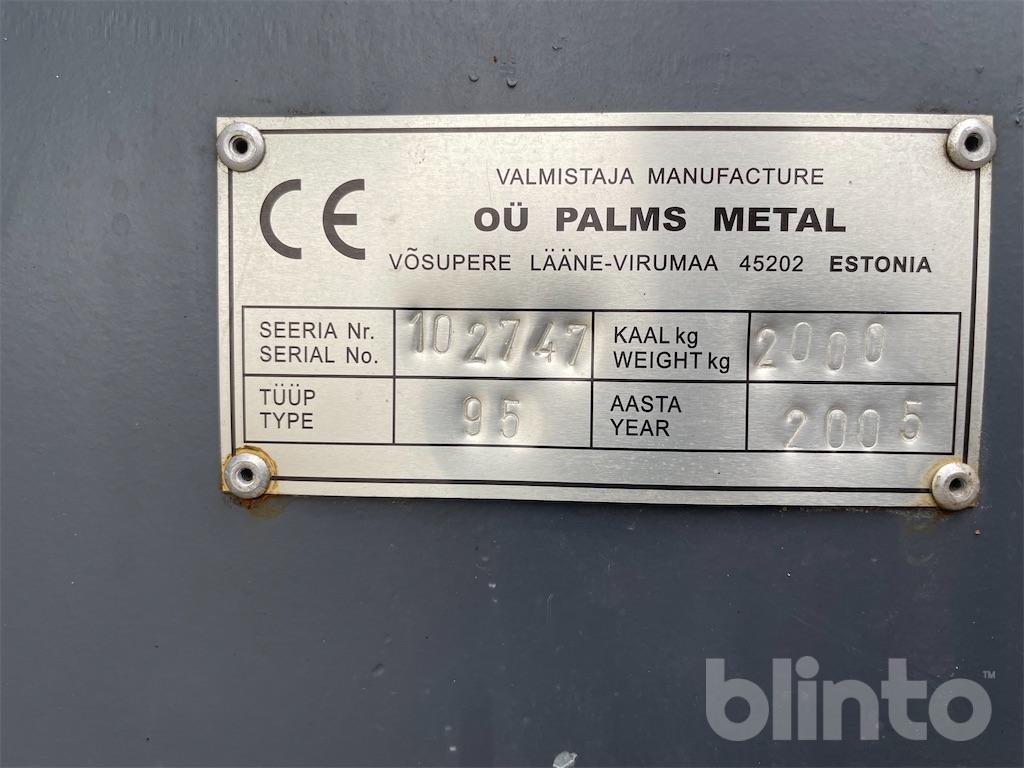 CE
VALMISTAJA MANUFACTURE
OÜ PALMS METAL
VÕSUPERE LÄÄNE-VIRUMAA 45202 ESTONIA
SEERIA Nr. SERIAL No. 102747 KAAL kg WEIGHT kg 2000
TÜÜP TYPE 95 AASTA YEAR 2005
blinto™